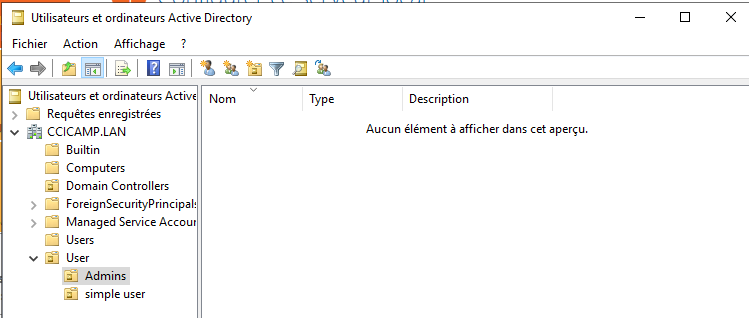 Utilisateurs et ordinateurs Active Directory
Fichier Action Affichage ?
Utilisateurs et ordinateurs Active
Requêtes enregistrées
CCICAMP.LAN
Builtin
Computers
Domain Controllers
ForeignSecurityPrincipals
Managed Service Accour
Users
User
Admins
simple user
Nom Type Description
Aucun élément à afficher dans cet aperçu.